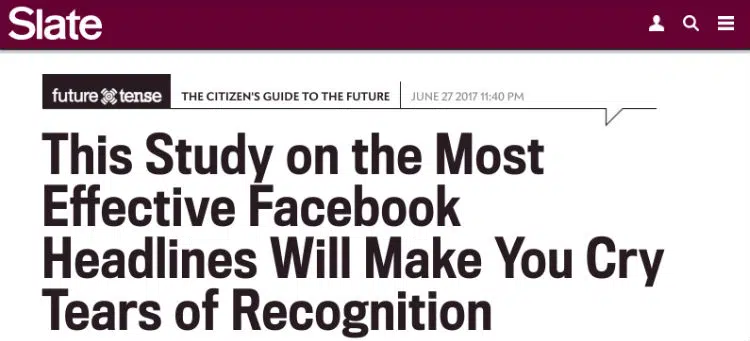 Slate
future tense THE CITIZEN'S GUIDE TO THE FUTURE JUNE 27 2017 11:40 PM
This Study on the Most
Effective Facebook
Headlines Will Make You Cry
Tears of Recognition